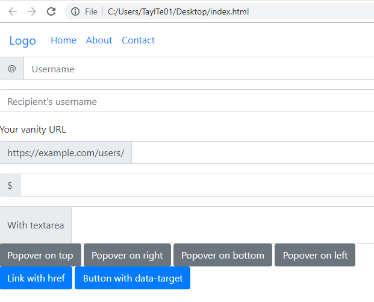 File C:/Users/TaylTe01/Desktop/index.html
Logo Home About Contact
@ Username
Recipient's username
Your vanity URL
https://example.com/users/
$
With textarea
Popover on top Popover on right Popover on bottom Popover on left
Link with href Button with data-target